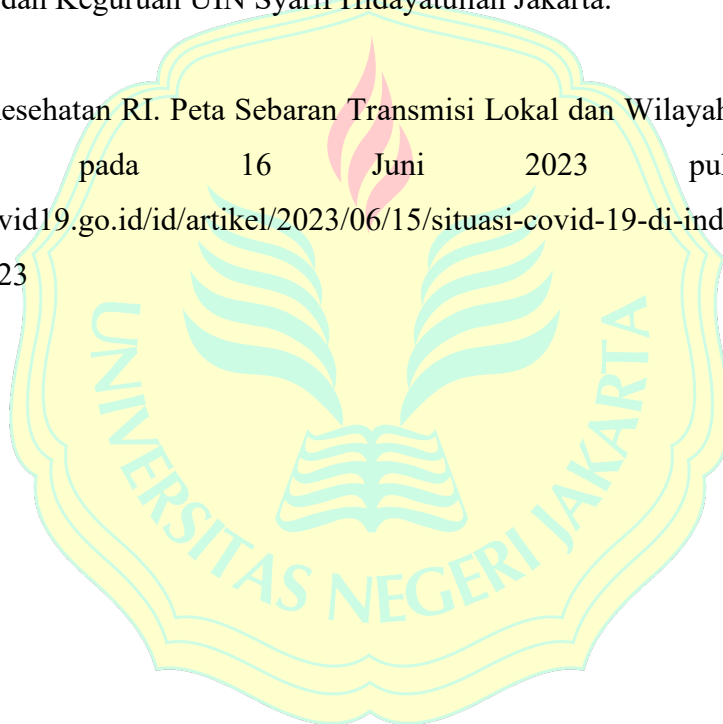 dan Keguruan UIN Syarif Hidayatullah Jakarta.
esehatan RI. Peta Sebaran Transmisi Lokal dan Wilayah
pada 16 Juni 2023 pu
vid19.go.id/id/artikel/2023/06/15/situasi-covid-19-di-ind
23
UNIVERSITAS NEGERI JAKARTA